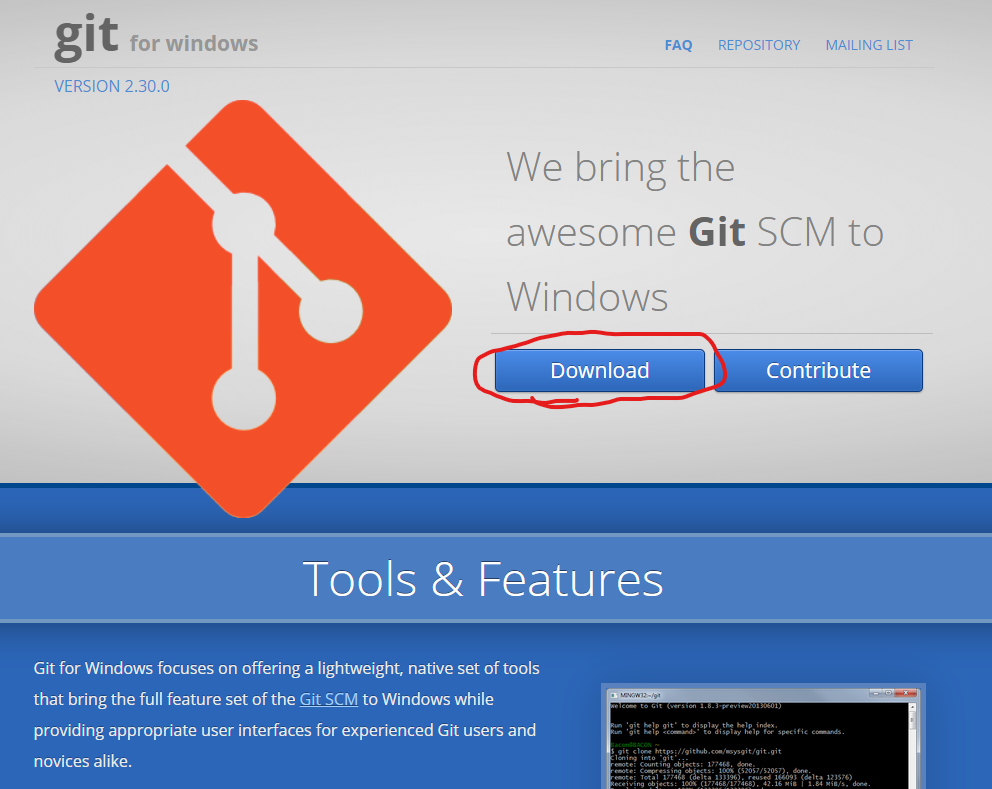 git for windows
FAQ REPOSITORY MAILING LIST
VERSION 2.30.0
We bring the
awesome Git SCM to
Windows
Download Contribute
Tools & Features
Git for Windows focuses on offering a lightweight, native set of tools
that bring the full feature set of the Git SCM to Windows while
providing appropriate user interfaces for experienced Git users and
novices alike.
MINGW32:~/git
Welcome to Git (version 1.8.3-preview20130601)
Run 'git help git' to display the help index.
Run 'git help <command>' to display help for specific commands.
$ git clone https://github.com/msysgit/git.git
Cloning into 'git'...
remote: Counting objects: 177468, done.
remote: Compressing objects: 100% (52057/52057), done.
remote: Total 177468 (delta 133396), reused 166093 (delta 123576)
Receiving objects: 100% (177468/177468), 42.16 MiB | 1.84 MiB/s, done.